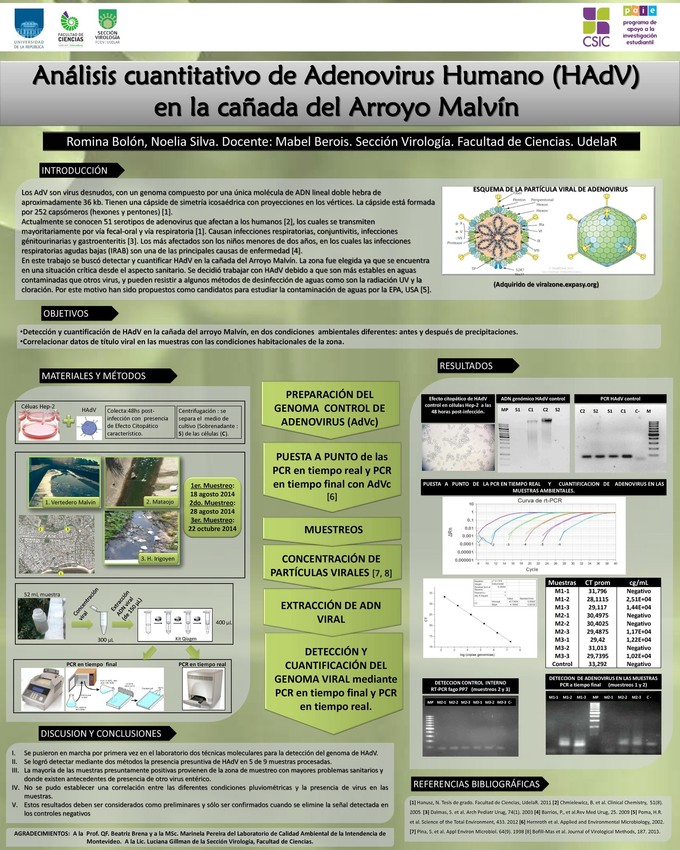 UNIVERSIDAD
DE LA REPUBLICA
FACULTAD DE
CIENCIAS
SECCIÓN
VIROLOGÍA
CSIC
paie
programa de
apoyo a la
investigación
estudiantil
Análisis cuantitativo de Adenovirus Humano (HAdV)
en la cañada del Arroyo Malvín
Romina Bolón, Noelia Silva. Docente: Mabel Berois. Sección Virología. Facultad de Ciencias. UdelaR
INTRODUCCIÓN
Los AdV son virus desnudos, con un genoma compuesto por una única molécula de ADN lineal doble hebra de
aproximadamente 36 kb. Tienen una cápside de simetría icosaédrica con proyecciones en los vértices. La cápside está formada
por 252 capsómeros (hexones y pentones) [1].
Actualmente se conocen 51 serotipos de adenovirus que afectan a los humanos [2], los cuales se transmiten
mayoritariamente por vía fecal-oral y vía respiratoria [1]. Causan infecciones respiratorias, conjuntivitis, infecciones
génitourinarias y gastroenteritis [3]. Los más afectados son los niños menores de dos años, en los cuales las infecciones
respiratorias agudas bajas (IRAB) son una de las principales causas de enfermedad [4].
En este trabajo se buscó detectar y cuantificar HAdV en la cañada del Arroyo Malvín. La zona fue elegida ya que se encuentra
en una situación crítica desde el aspecto sanitario. Se decidió trabajar con HAdV debido a que son más estables en aguas
contaminadas que otros virus, y pueden resistir a algunos métodos de desinfección de aguas como son la radiación UV y la
cloración. Por este motivo han sido propuestos como candidatos para estudiar la contaminación de aguas por la EPA, USA [5].
ESQUEMA DE LA PARTÍCULA VIRAL DE ADENOVIRUS
(Adquirido de viralzone.expasy.org)
OBJETIVOS
•Detección y cuantificación de HAdV en la cañada del arroyo Malvín, en dos condiciones ambientales diferentes: antes y después de precipitaciones.
•Correlacionar datos de título viral en las muestras con las condiciones habitacionales de la zona.
MATERIALES Y MÉTODOS
Células Hep-2
HAdV
Colecta:48hs post-
infección con presencia
de Efecto Citopático
característico.
Centrifugación : se
separa el medio de
cultivo (Sobrenadante :
S) de las células (C).
1. Vertedero Malvín
2. Mataojo
3. H. Irigoyen
1er. Muestreo:
18 agosto 2014
2do. Muestreo:
28 agosto 2014
3er. Muestreo:
22 octubre 2014
52 mL muestra
Concentración
viral
300 µL
Extracción
ADN viral
(de 150 µL)
Kit Qiagen
400 µL
PCR en tiempo final
PCR en tiempo real
PREPARACIÓN DEL
GENOMA CONTROL DE
ADENOVIRUS (AdVc)
PUESTA A PUNTO de las
PCR en tiempo real y PCR
en tiempo final con AdVc
[6]
MUESTREOS
CONCENTRACIÓN DE
PARTÍCULAS VIRALES [7, 8]
EXTRACCIÓN DE ADN
VIRAL
DETECCIÓN Y
CUANTIFICACIÓN DEL
GENOMA VIRAL mediante
PCR en tiempo final y PCR
en tiempo real.
RESULTADOS
Efecto citopático de HAdV
control en células Hep-2 a las
48 horas post-infección.
ADN genómico HAdV control
MP S1 C1 C2 S2
PCR HAdV control
C2 S2 S1 C1 C- M
PUESTA A PUNTO DE LA PCR EN TIEMPO REAL Y CUANTIFICACION DE ADENOVIRUS EN LAS
MUESTRAS AMBIENTALES.
Curva de rt-PCR
ΔRn
10
1
0,1
0,01
0,001
0,0001
0,00001
Cycle
Muestras CT prom cg/mL
M1-1 31,796 Negativo
M1-2 28,1115 2,51E+04
M1-3 29,117 1,44E+04
M2-1 30,4975 Negativo
M2-2 30,4025 Negativo
M2-3 29,4875 1,17E+04
M3-1 29,42 1,22E+04
M3-2 31,013 Negativo
M3-3 29,7395 1,02E+04
Control 33,292 Negativo
DETECCION CONTROL INTERNO
RT-PCR fago PP7 (muestreos 2 y 3)
MP M2-1 M2-2 M2-3 M3-1 M3-2 M3-3 C-
DETECCION DE ADENOVIRUS EN LAS MUESTRAS
PCR a tiempo final (muestreos 1 y 2)
M1-1 M1-2 M1-3 MP M2-1 M2-2 M2-3 C -
DISCUSION Y CONCLUSIONES
I. Se pusieron en marcha por primera vez en el laboratorio dos técnicas moleculares para la detección del genoma de HAdV.
II. Se logró detectar mediante dos métodos la presencia presuntiva de HAdV en 5 de 9 muestras procesadas.
III. La mayoría de las muestras presuntamente positivas provienen de la zona de muestreo con mayores problemas sanitarios y
donde existen antecedentes de presencia de otro virus entérico.
IV. No se pudo establecer una correlación entre las diferentes condiciones pluviométricas y la presencia de virus en las
muestras.
V. Estos resultados deben ser considerados como preliminares y sólo ser confirmados cuando se elimine la señal detectada en
los controles negativos
AGRADECIMIENTOS: A la Prof. QF. Beatriz Brena y a la MSc. Marinela Pereira del Laboratorio de Calidad Ambiental de la Intendencia de
Montevideo. A la Lic. Luciana Gillman de la Sección Virología, Facultad de Ciencias.
REFERENCIAS BIBLIOGRÁFICAS
[1] Hanusz, N. Tesis de grado. Facultad de Ciencias, UdelaR. 2011 [2] Chmielewicz, B. et al. Clinical Chemistry, 51(8).
2005 [3] Dalmas, S. et al. Arch Pediatr Urug, 74(1). 2003 [4] Barrios, P., et al.Rev Med Urug, 25. 2009 [5] Poma, H.R.
et al. Science of the Total Environment, 433. 2012 [6] Hernroth et al. Applied and Environmental Microbiology, 2002.
[7] Pina, S. et al. Appl Environ Microbiol. 64(9). 1998 [8] Bofill-Mas et al. Journal of Virological Methods, 187. 2013.